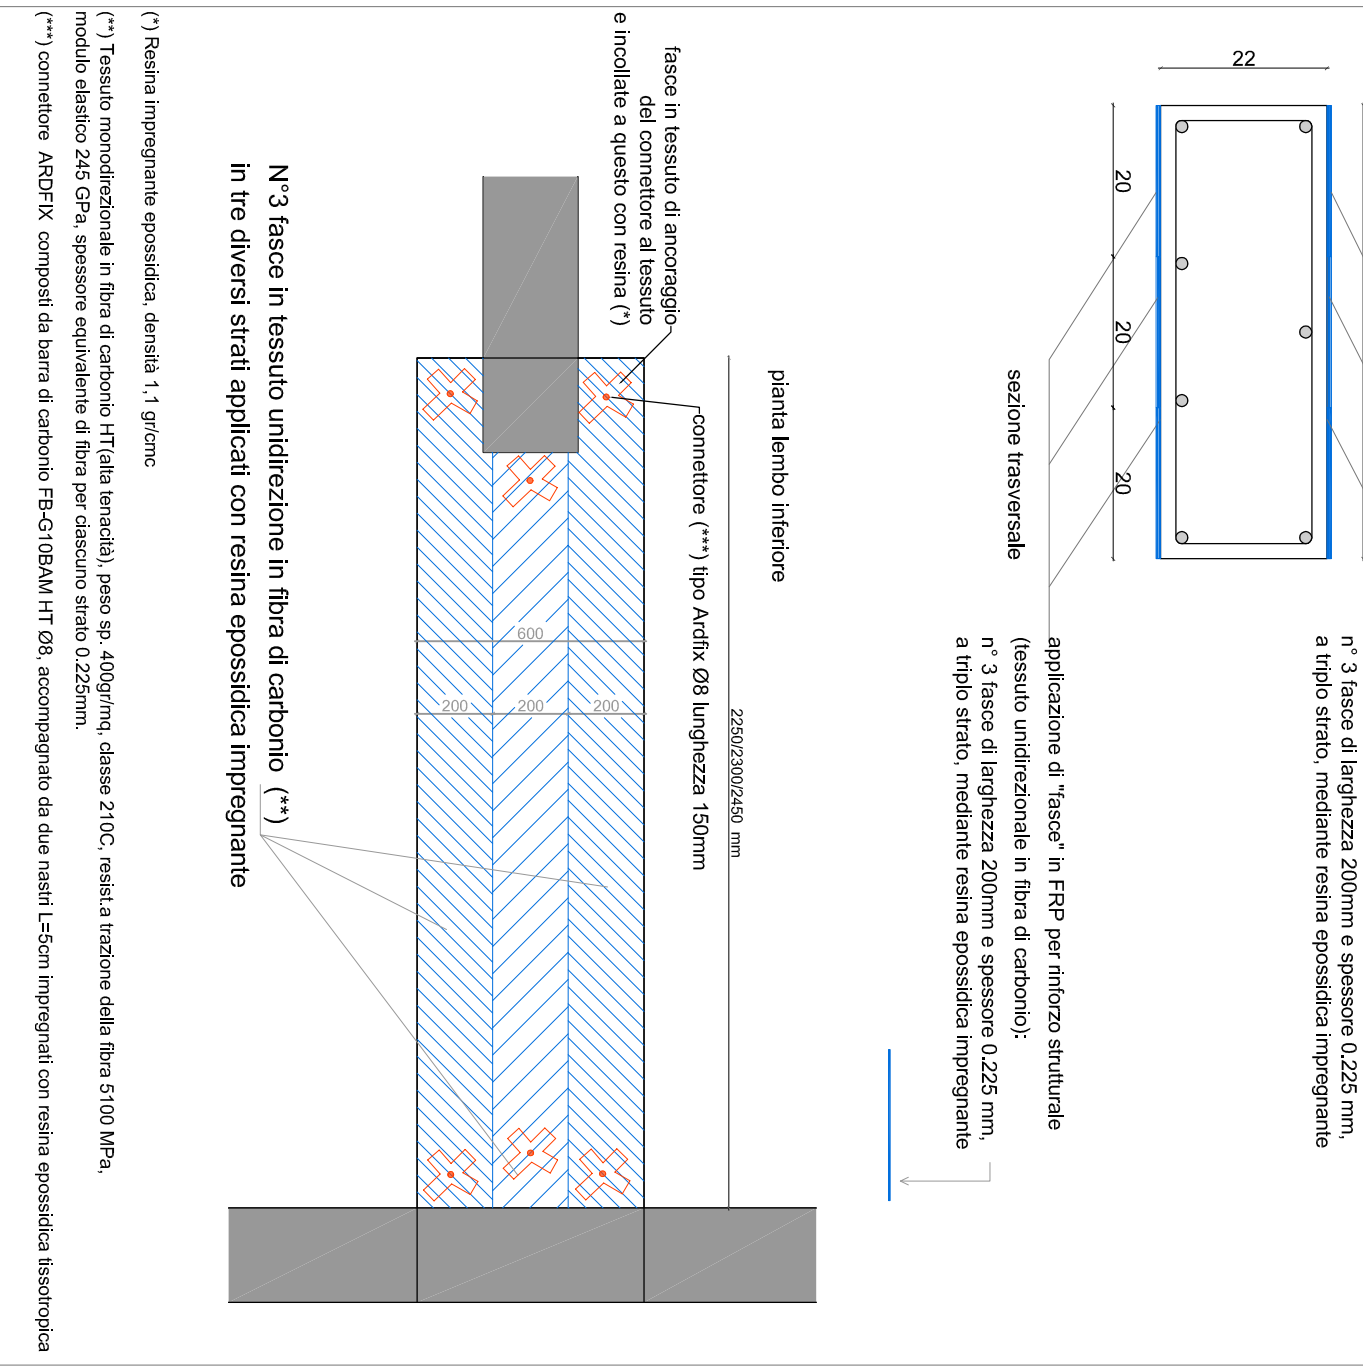 n° 3 fasce di larghezza 200mm e spessore 0.225 mm,
a triplo strato, mediante resina epossidica impregnante
22
20
20
20
sezione trasversale
applicazione di "fasce" in FRP per rinforzo strutturale
(tessuto unidirezionale in fibra di carbonio):
n° 3 fasce di larghezza 200mm e spessore 0.225 mm,
a triplo strato, mediante resina epossidica impregnante
pianta lembo inferiore
2250/2300/2450 mm
connettore (***) tipo Ardfix Ø8 lunghezza 150mm
fasce in tessuto di ancoraggio
del connettore al tessuto
e incollate a questo con resina (*)
600
200
200
200
N°3 fasce in tessuto unidirezione in fibra di carbonio (**)
in tre diversi strati applicati con resina epossidica impregnante
(*) Resina impregnante epossidica, densità 1,1 gr/cmc
(**) Tessuto monodirezionale in fibra di carbonio HT(alta tenacità), peso sp. 400gr/mq, classe 210C, resist.a trazione della fibra 5100 MPa,
modulo elastico 245 GPa, spessore equivalente di fibra per ciascuno strato 0.225mm.
(***) connettore ARDFIX composti da barra di carbonio FB-G10BAM HT Ø8, accompagnato da due nastri L=5cm impregnati con resina epossidica tissotropica